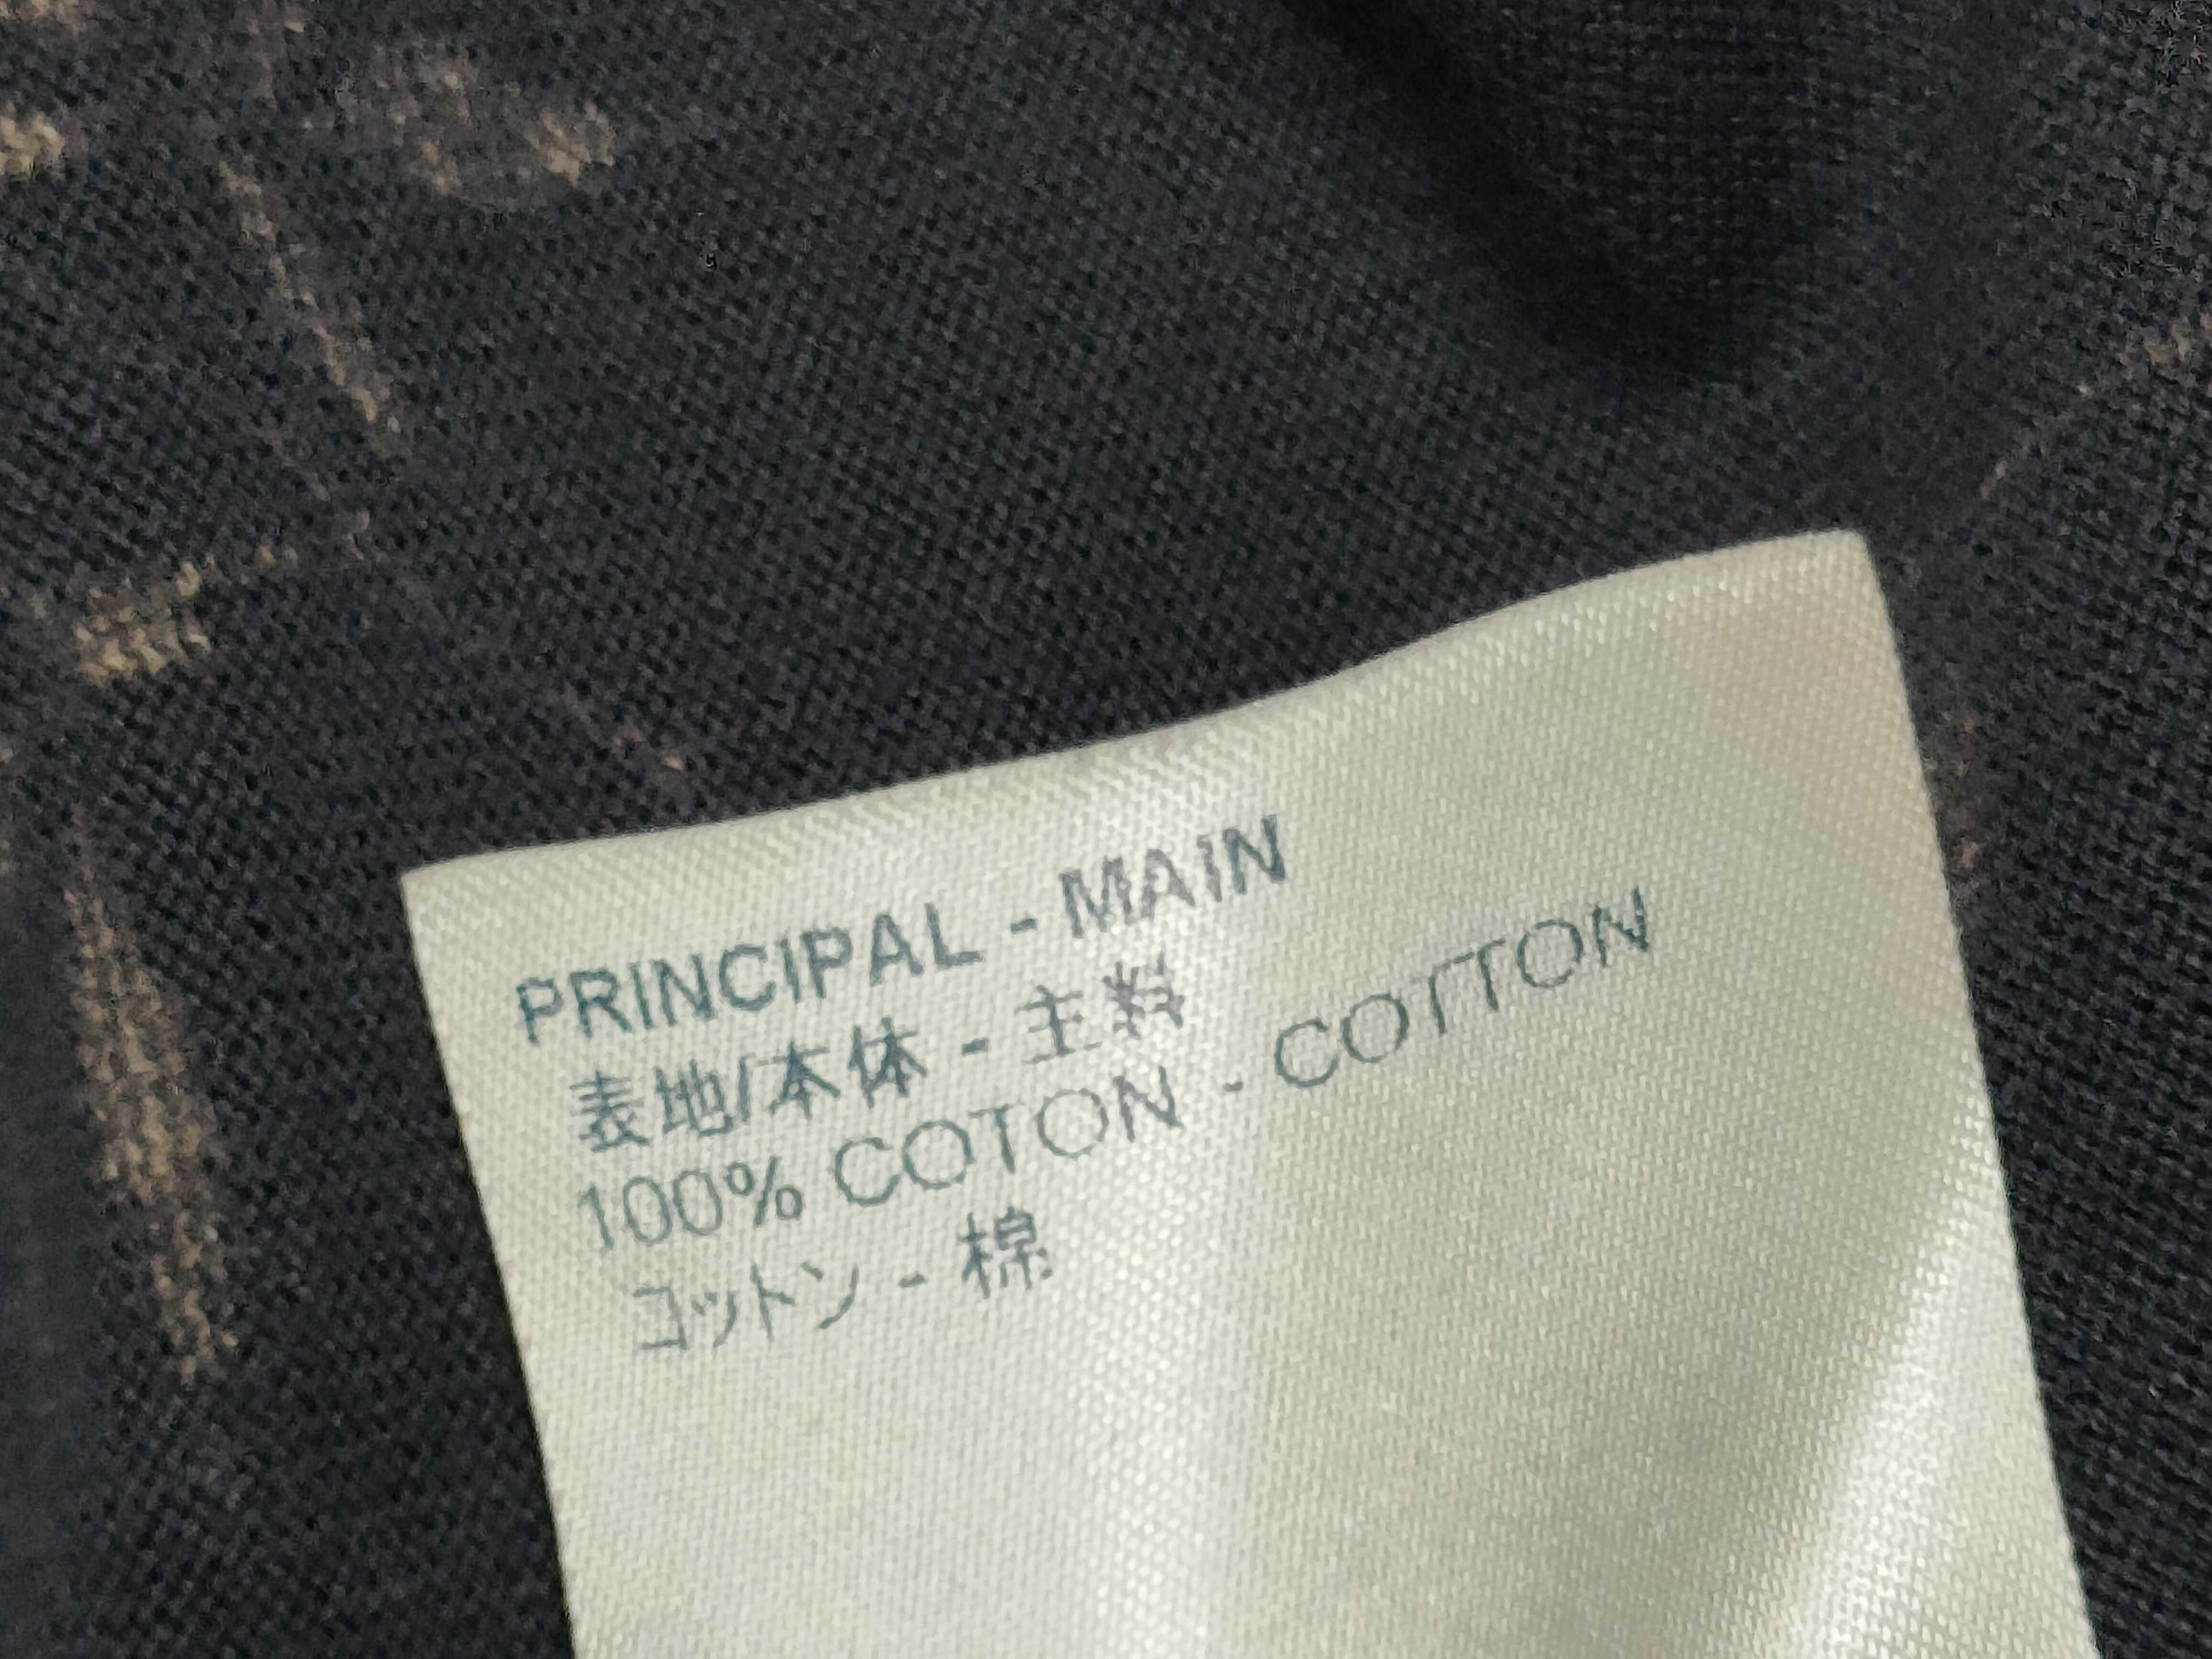 PRINCIPAL - MAIN
表地/本体 - 主料
100% COTON - COTTON
コットン - 棉